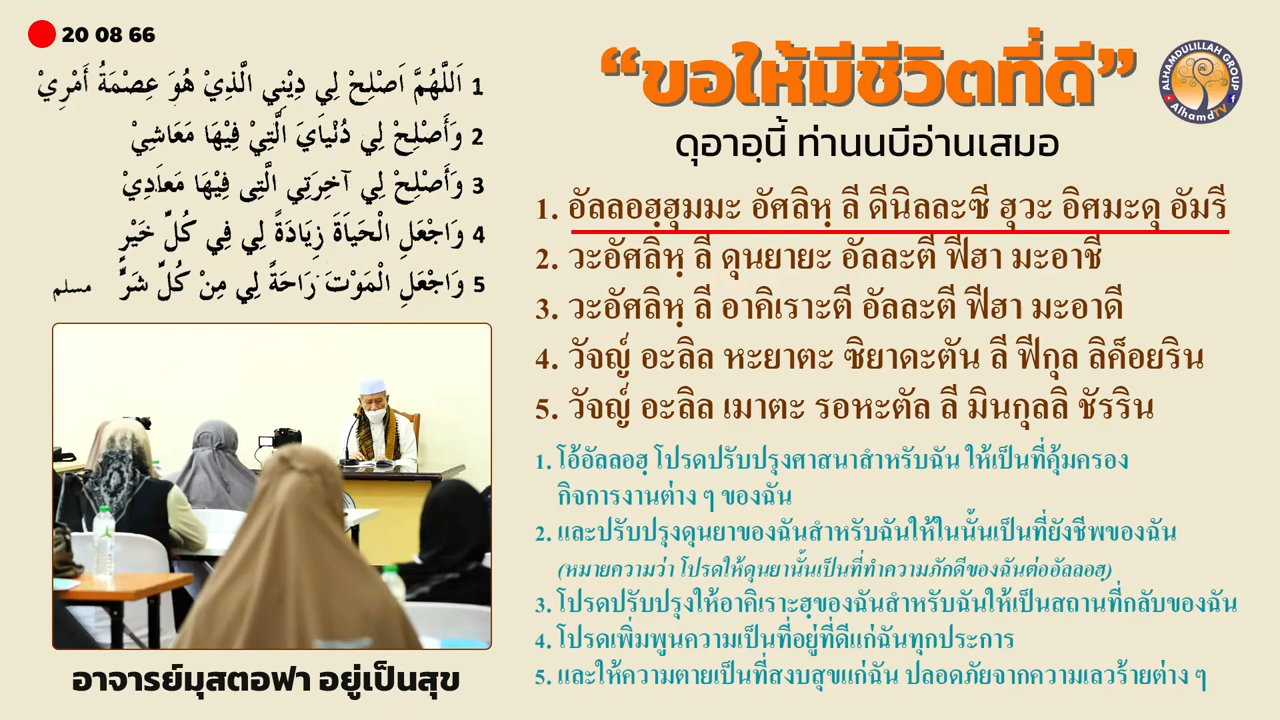 20 08 66
1 اَللَّهُمَّ اَصْلِحْ لِي دِيْنِي الَّذِيْ هُوَ عِصْمَةُ أَمْرِيْ
2 وَأَصْلِحْ لِي دُنْيَايَ الَّتِيْ فِيْهَا مَعَاشِيْ
3 وَأَصْلِحْ لِي آخِرَتِي الَّتِى فِيْهَا مَعَادِيْ
4 وَاجْعَلِ الْحَيَاةَ زِيَادَةً لِي فِي كُلِّ خَيْرٍ
5 وَاجْعَلِ الْمَوْتَ رَاحَةً لِي مِنْ كُلِّ شَرٍّ مسلم
อาจารย์มุสตอฟา อยู่เป็นสุข
“ขอให้มีชีวิตที่ดี”
ALHAMDULILLAH GROUP
AlhamdTV
ดุอาอฺนี้ ท่านนบีอ่านเสมอ
1. อัลลอฮฺฮุมมะ อัศลิหฺ ลี ดีนิลละซี ฮุวะ อิศมะดุ อัมรี
2. วะอัศลิหฺ ลี ดุนยายะ อัลละตี ฟีฮา มะอาชี
3. วะอัศลิหฺ ลี อาคิเราะตี อัลละตี ฟีฮา มะอาดี
4. วัจญ์ อะลิล หะยาตะ ซิยาดะตัน ลี ฟีกุล ลิค็อยริน
5. วัจญ์ อะลิล เมาตะ รอหะตัล ลี มินกุลลิ ชัรริน
1. โอ้อัลลอฮฺ โปรดปรับปรุงศาสนาสำหรับฉัน ให้เป็นที่คุ้มครอง
กิจการงานต่าง ๆ ของฉัน
2. และปรับปรุงดุนยาของฉันสำหรับฉันให้ในนั้นเป็นที่ยังชีพของฉัน
(หมายความว่า โปรดให้ดุนยานั้นเป็นที่ทำความภักดีของฉันต่ออัลลอฮฺ)
3. โปรดปรับปรุงให้อาคิเราะฮฺของฉันสำหรับฉันให้เป็นสถานที่กลับของฉัน
4. โปรดเพิ่มพูนความเป็นที่อยู่ที่ดีแก่ฉันทุกประการ
5. และให้ความตายเป็นที่สงบสุขแก่ฉัน ปลอดภัยจากความเลวร้ายต่าง ๆ